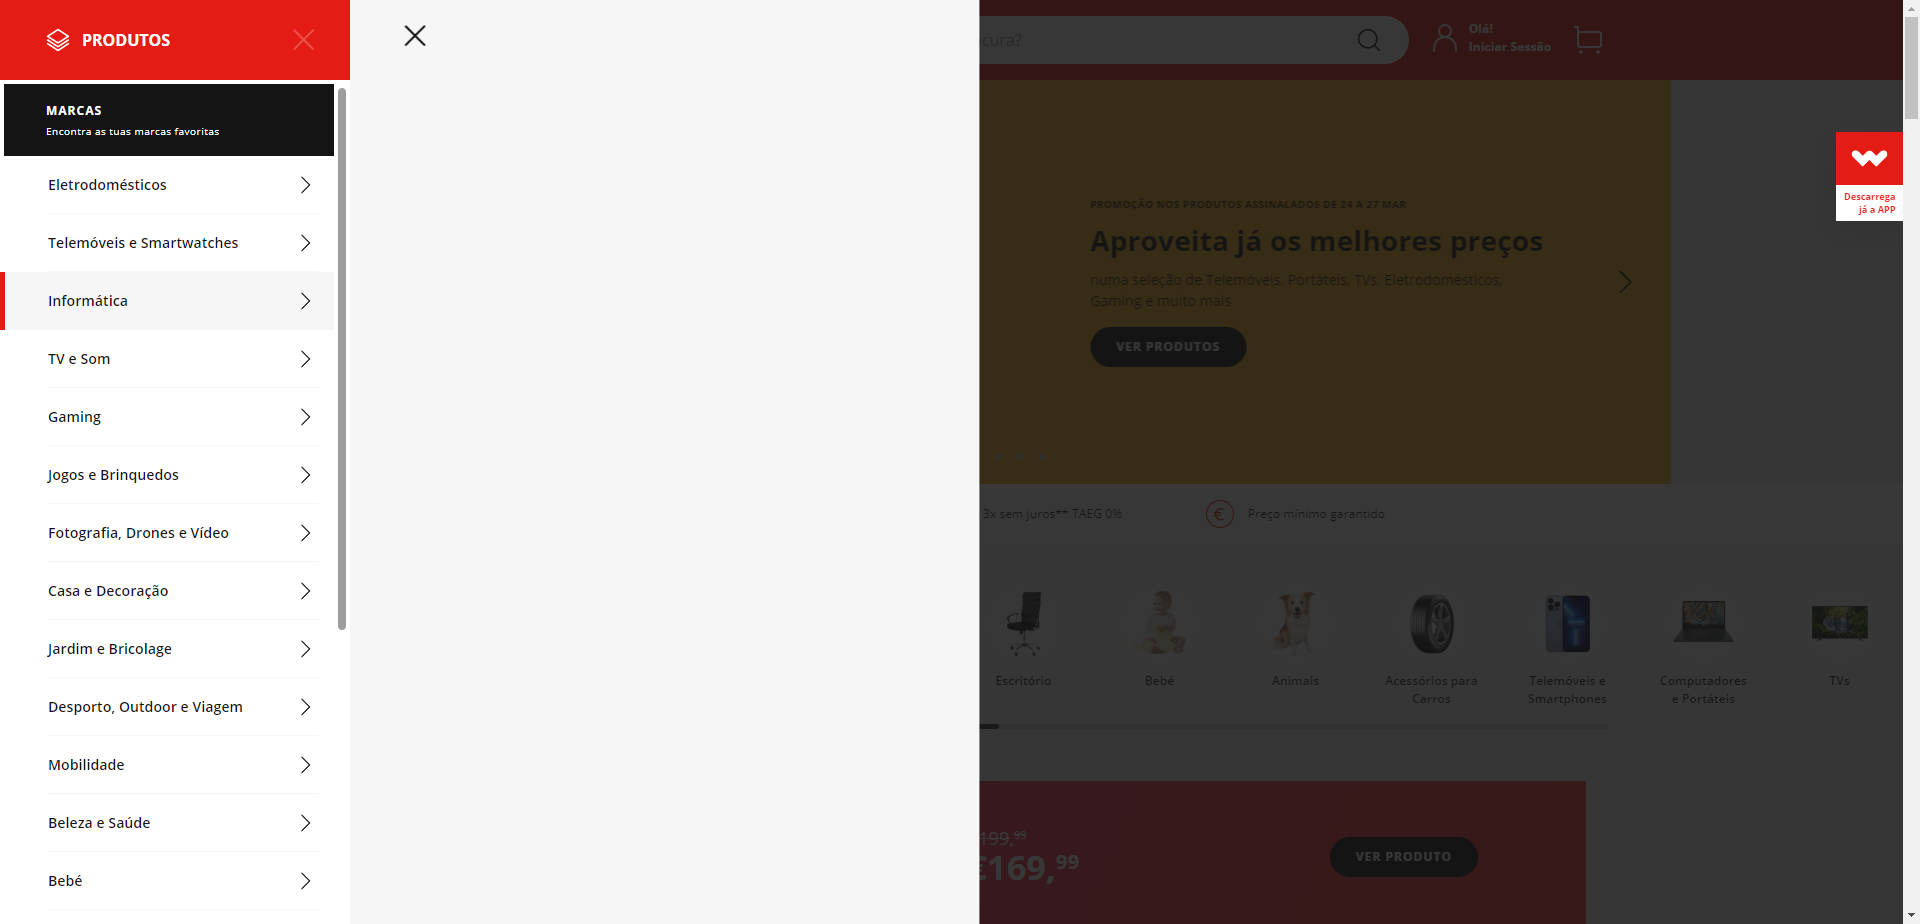 PRODUTOS
MARCAS
Encontra as tuas marcas favoritas
Eletrodomésticos
Telemóveis e Smartwatches
Informática
TV e Som
Gaming
Jogos e Brinquedos
Fotografia, Drones e Vídeo
Casa e Decoração
Jardim e Bricolage
Desporto, Outdoor e Viagem
Mobilidade
Beleza e Saúde
Bebé
cura?
Olá!
Iniciar Sessão
Descarrega
já a APP
PROMOÇÃO NOS PRODUTOS ASSINALADOS DE 24 A 27 MAR
Aproveita já os melhores preços
numa seleção de Telemóveis, Portáteis, TVs, Eletrodomésticos,
Gaming e muito mais
VER PRODUTOS
3x sem juros** TAEG 0%
€ Preço mínimo garantido
Escritório
Bebé
Animais
Acessórios para
Carros
Telemóveis e
Smartphones
Computadores
e Portáteis
TVs
199,99
€169,99
VER PRODUTO